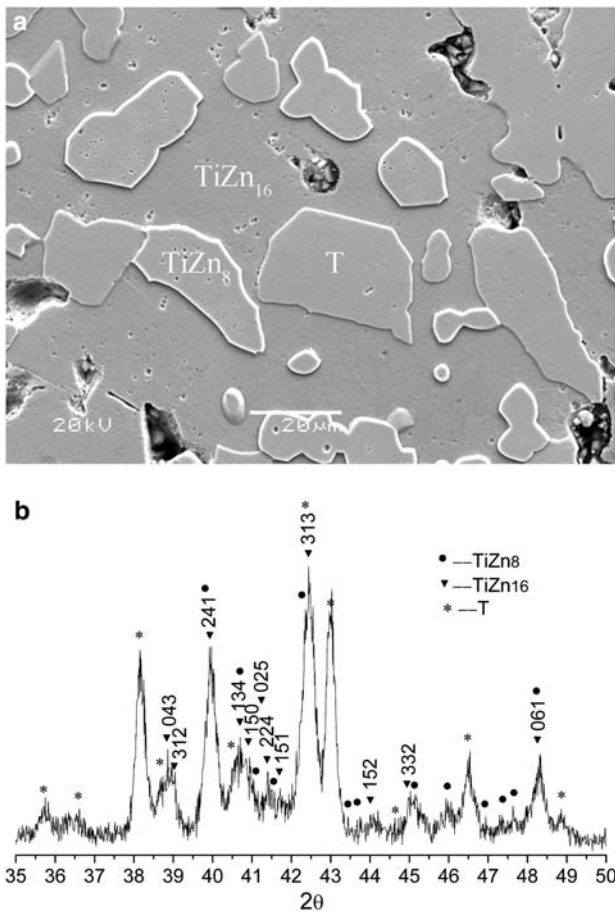 a
TiZn16
TiZn8
T
20kV
20μm
b
313*
●—TiZn8
▼—TiZn16
*—T
241
134
025
150
224
151
043
312
152
332
061
35 36 37 38 39 40 41 42 43 44 45 46 47 48 49 50
2θ